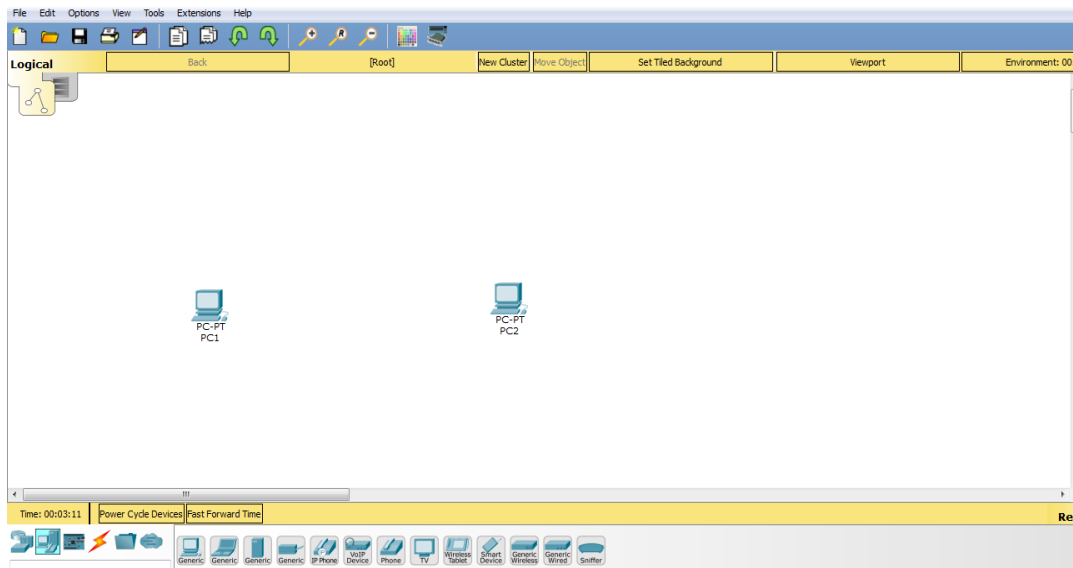 File Edit Options View Tools Extensions Help
R
Logical Back [Root] New Cluster Move Object Set Tiled Background Viewport Environment: 00
PC-PT
PC1
PC-PT
PC2
Time: 00:03:11 Power Cycle Devices Fast Forward Time Re
Generic Generic Generic Generic IP Phone VoIP Device Phone TV Wireless Tablet Smart Device Generic Wireless Generic Wired Sniffer